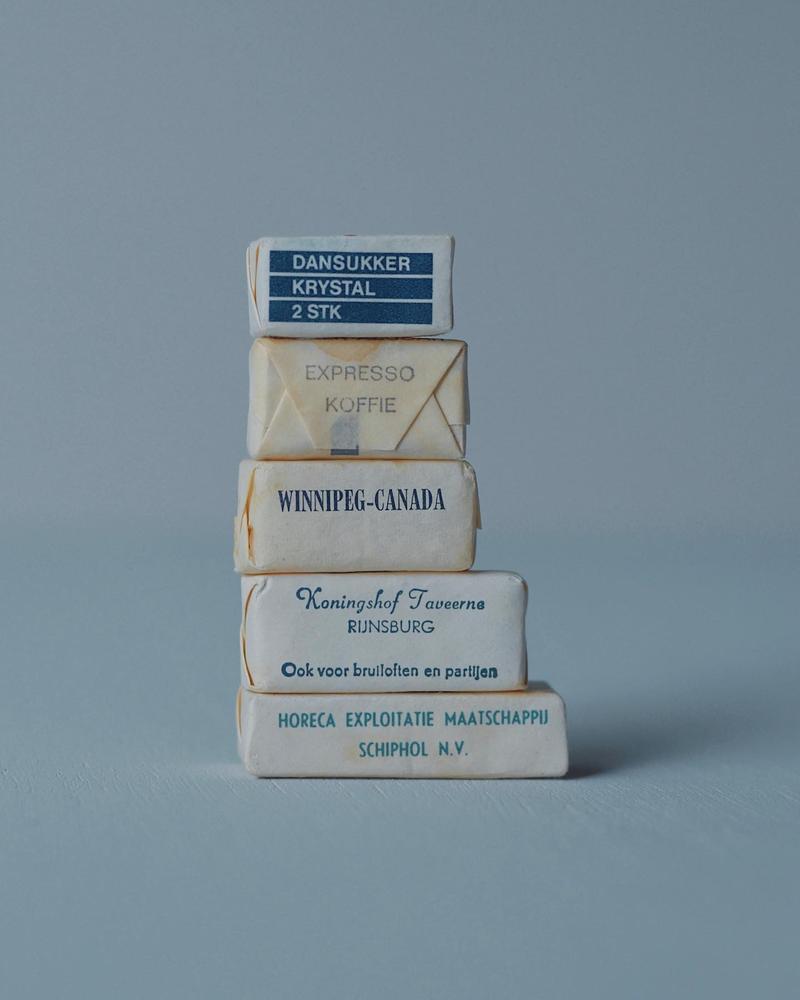 DANSUKKER
KRYSTAL
2 STK
EXPRESSO
KOFFIE
WINNIPEG-CANADA
Koningshof Taveerne
RIJNSBURG
Ook voor bruiloften en partijen
HORECA EXPLOITATIE MAATSCHAPPIJ
SCHIPHOL N.V.